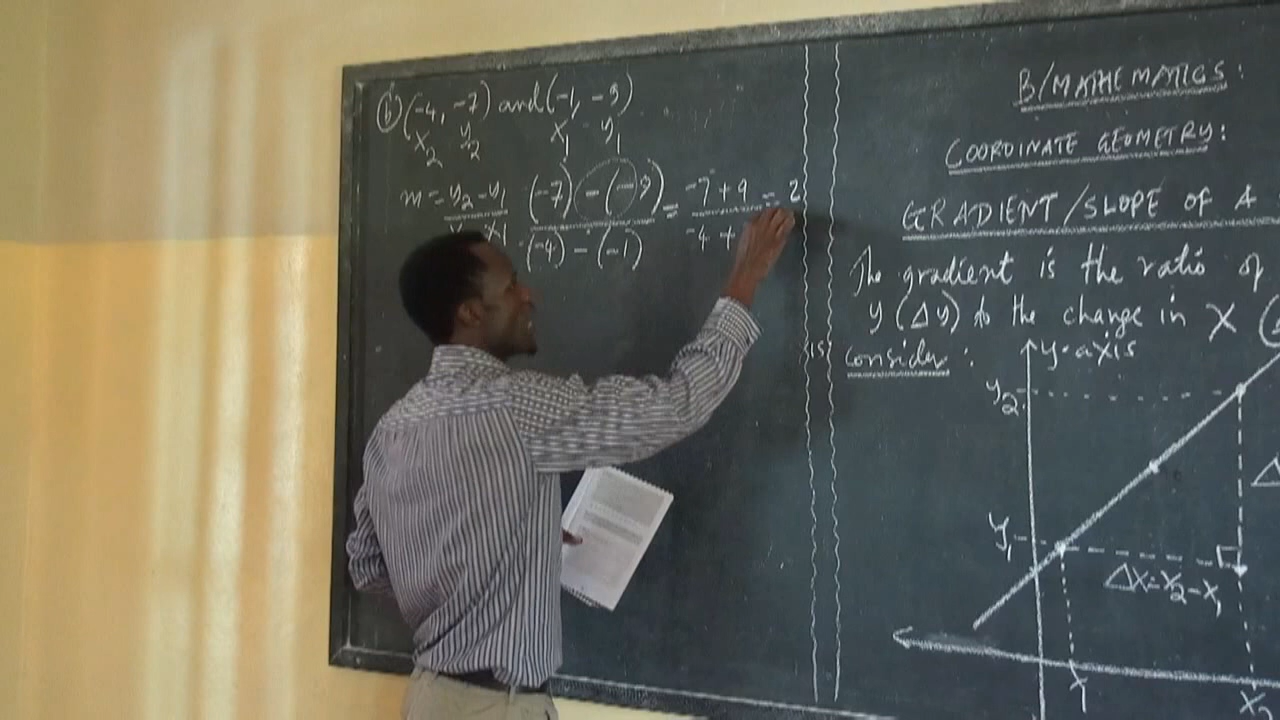 (b) (-4, -7) and (-1, -9)
x₂ y₂ x₁ y₁
m = y₂ - y₁ (-7) - (-9) = -7 + 9 = 2
x₁ (-4) - (-1) -4 +
B/MATHEMATICS:
COORDINATE GEOMETRY:
GRADIENT/SLOPE OF A
The gradient is the ratio of
y (Δy) to the change in X
consider:
y-axis
y₂
y₁
Δ
Δx=x₂-x₁
x₁
x₂